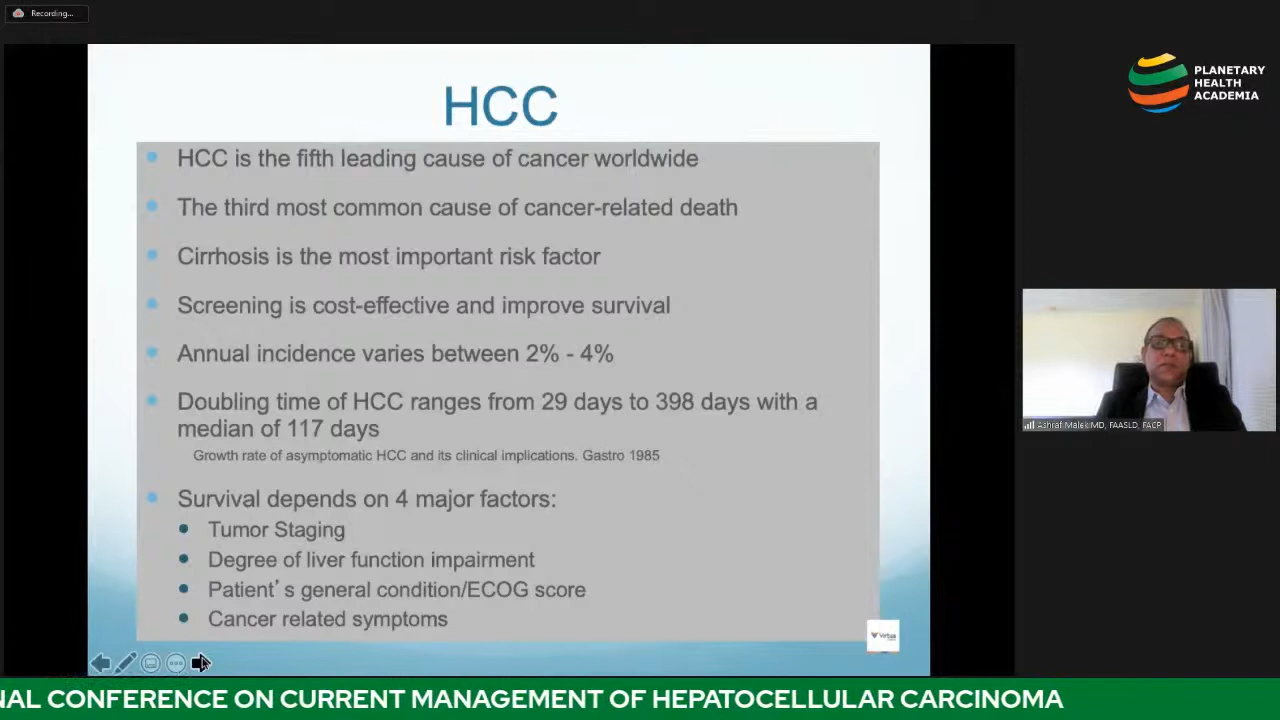 Recording...
PLANETARY
HEALTH
ACADEMIA
HCC
HCC is the fifth leading cause of cancer worldwide
The third most common cause of cancer-related death
Cirrhosis is the most important risk factor
Screening is cost-effective and improve survival
Annual incidence varies between 2% - 4%
Doubling time of HCC ranges from 29 days to 398 days with a
median of 117 days
Growth rate of asymptomatic HCC and its clinical implications. Gastro 1985
Survival depends on 4 major factors:
Tumor Staging
Degree of liver function impairment
Patient's general condition/ECOG score
Cancer related symptoms
Virtua
Ashraf Malek MD, FAASLD, FACP
NAL CONFERENCE ON CURRENT MANAGEMENT OF HEPATOCELLULAR CARCINOMA